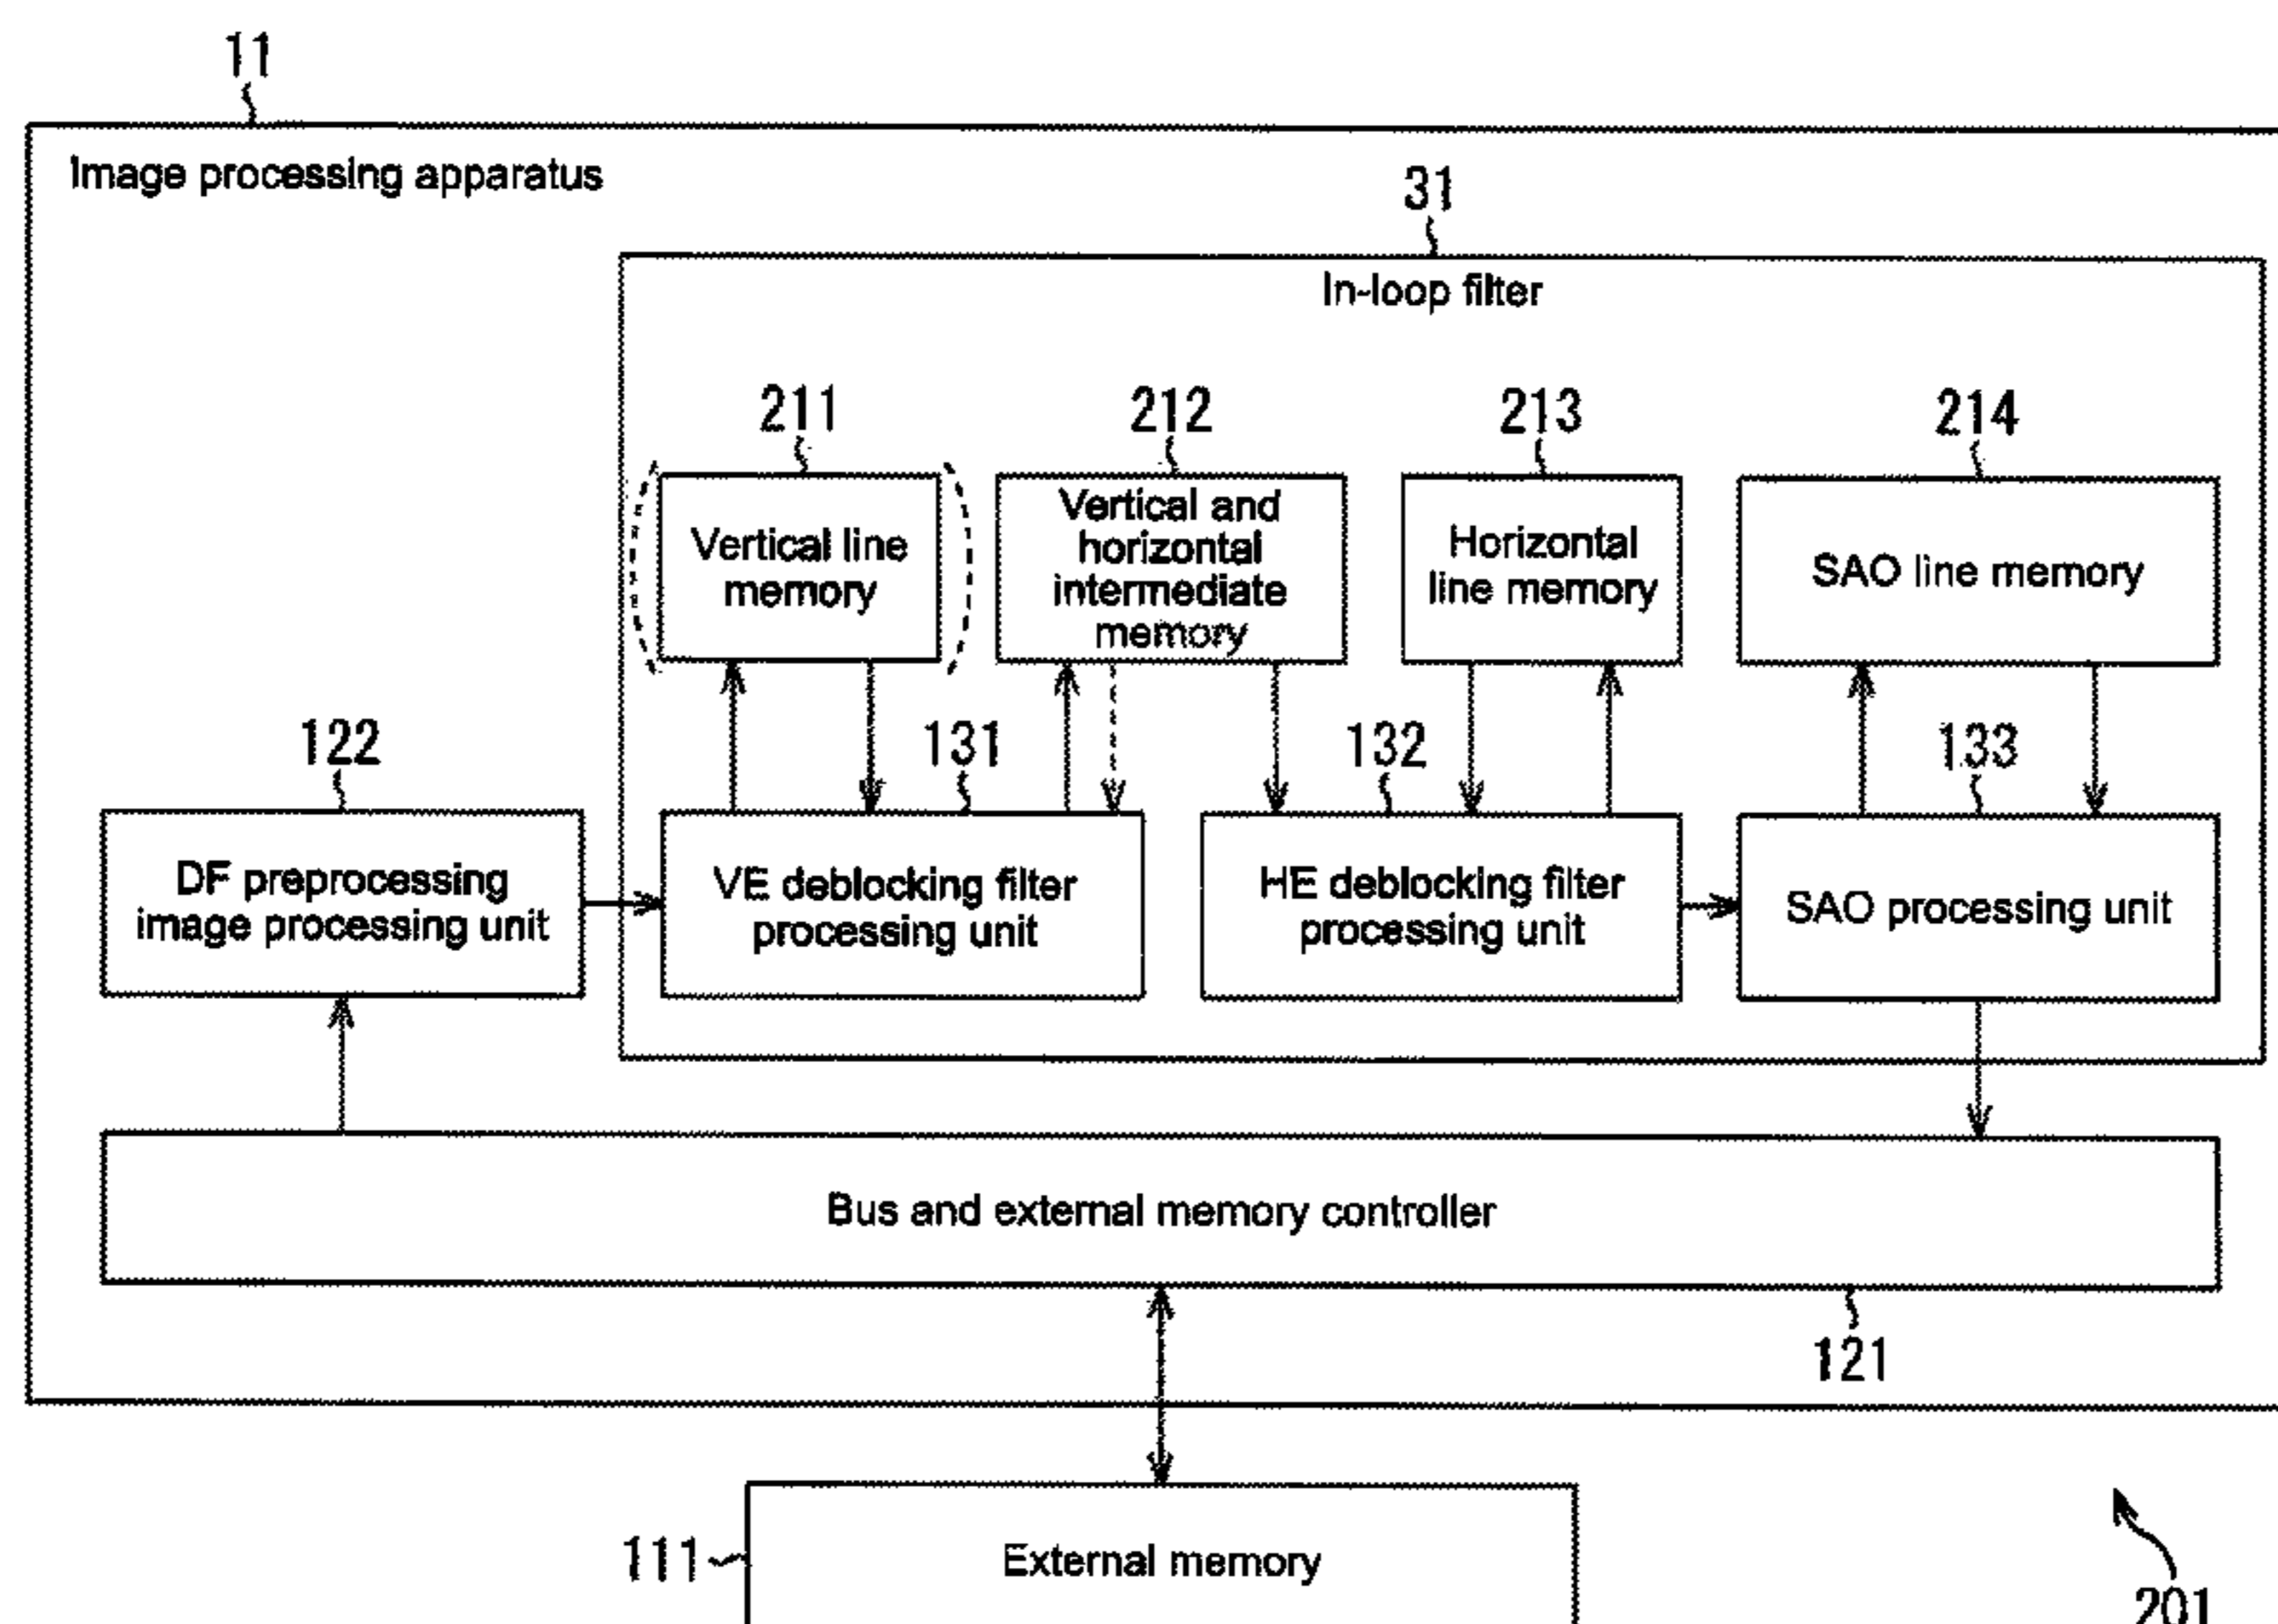 11
Image processing apparatus
31
In-loop filter
211
212
213
214
Vertical line
memory
Vertical and
horizontal
intermediate
memory
Horizontal
line memory
SAO line memory
122
131
132
133
DF preprocessing
image processing unit
VE deblocking filter
processing unit
HE deblocking filter
processing unit
SAO processing unit
Bus and external memory controller
121
111
External memory
201